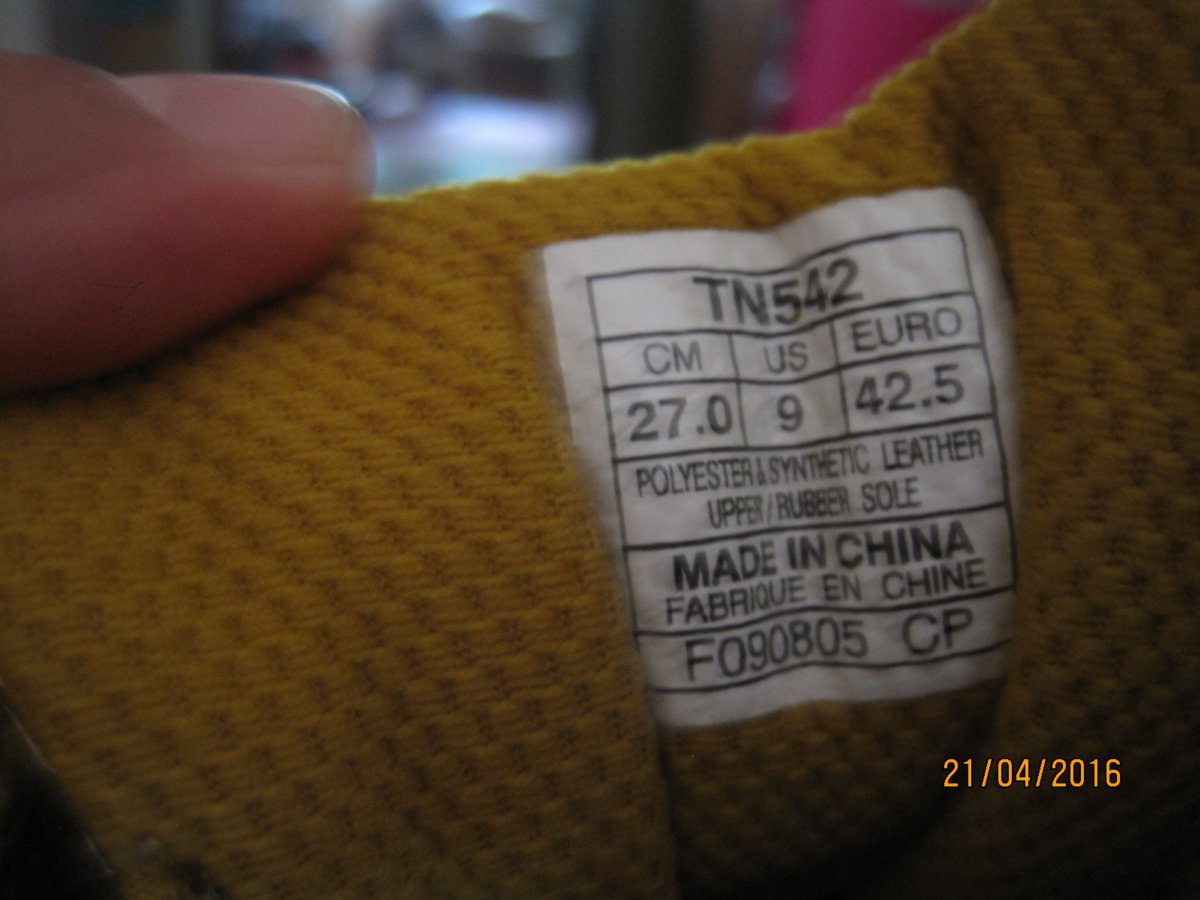 TN542
CM US EURO
27.0 9 42.5
POLYESTER & SYNTHETIC LEATHER
UPPER / RUBBER SOLE
MADE IN CHINA
FABRIQUE EN CHINE
F090805 CP
21/04/2016